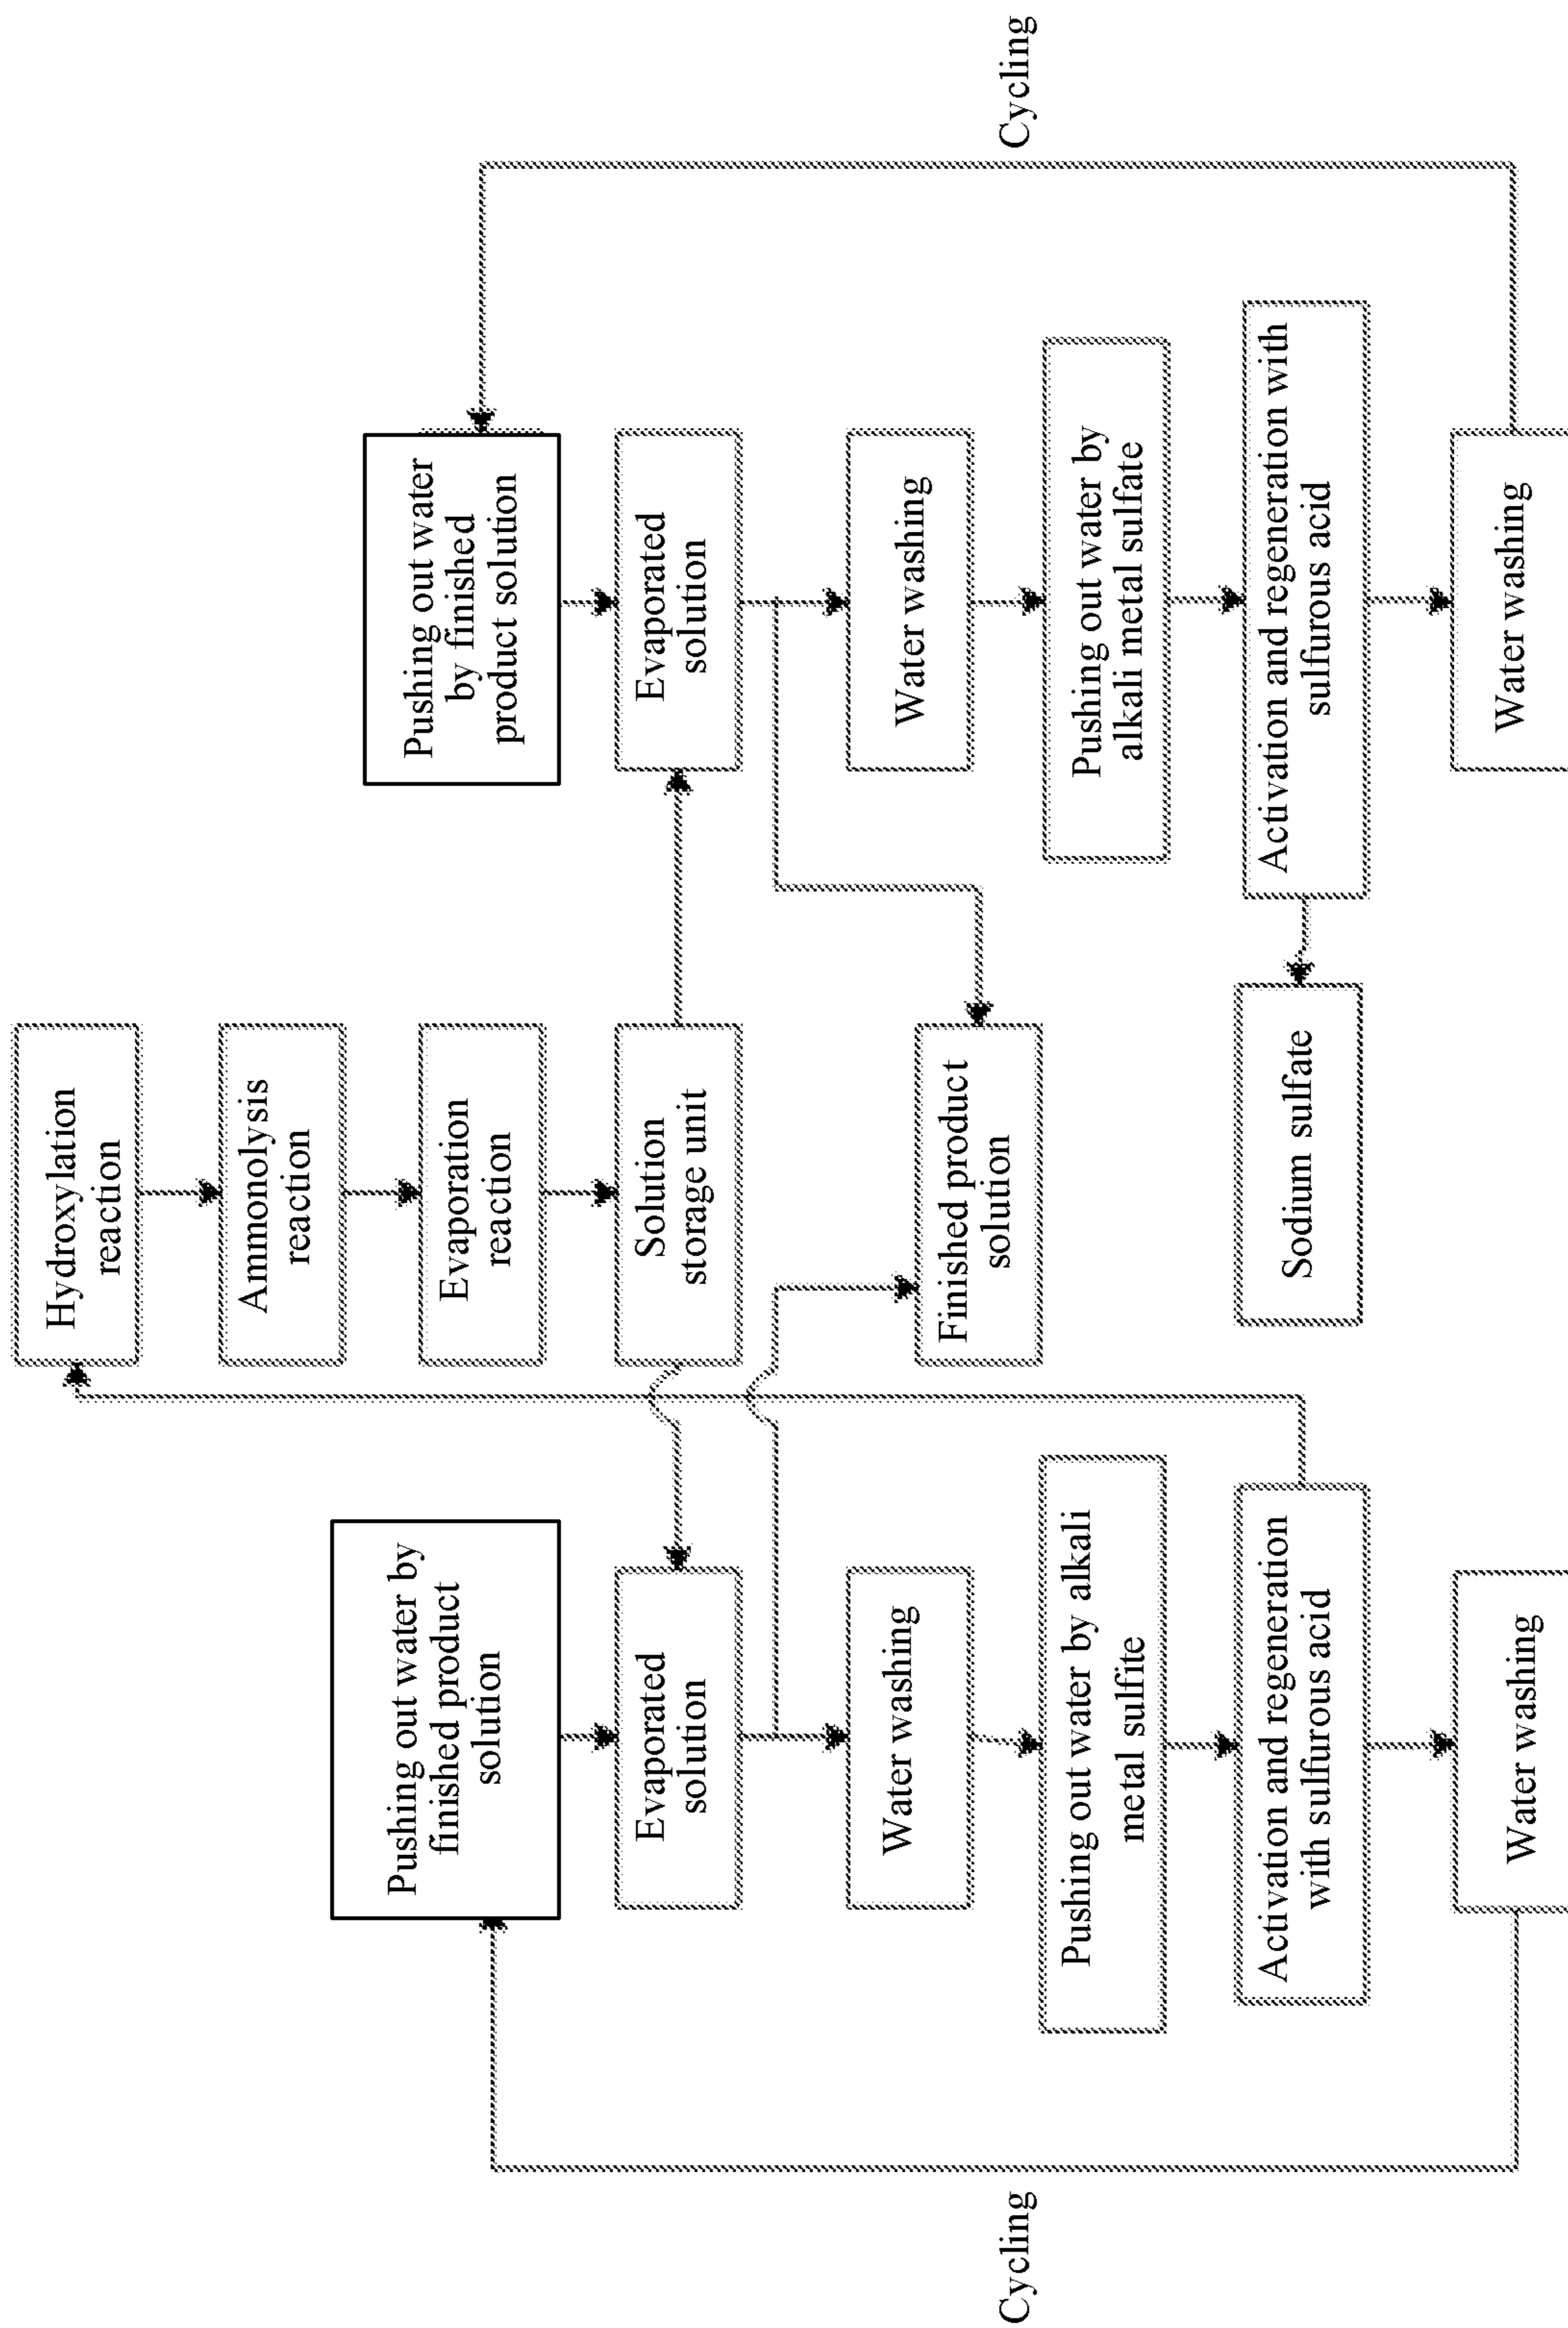 Hydroxylation
reaction
Ammonolysis
reaction
Evaporation
reaction
Solution
storage unit
Finished product
solution
Sodium sulfate
Pushing out water by
finished product
solution
Evaporated
solution
Water washing
Pushing out water by alkali
metal sulfite
Activation and regeneration
with sulfurous acid
Water washing
Cycling
Pushing out water
by finished
product solution
Evaporated
solution
Water washing
Pushing out water by
alkali metal sulfate
Activation and regeneration with
sulfurous acid
Water washing
Cycling